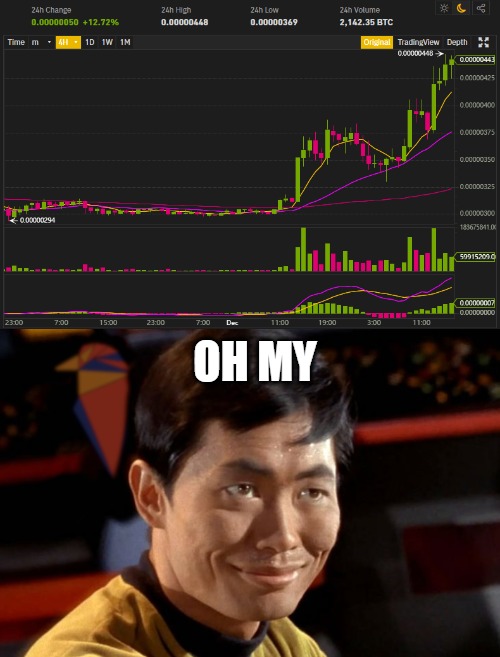 24h Change 24h High 24h Low 24h Volume
0.00000050 +12.72% 0.00000448 0.00000369 2,142.35 BTC
Time m 4H 1D 1W 1M Original TradingView Depth
0.00000448
0.00000443
0.00000425
0.00000400
0.00000375
0.00000350
0.00000325
0.00000300
0.00000294
183675841.00
59915209.0
0.00000007
0.00000000
23:00 7:00 15:00 23:00 7:00 Dec 11:00 19:00 3:00 11:00
OH MY